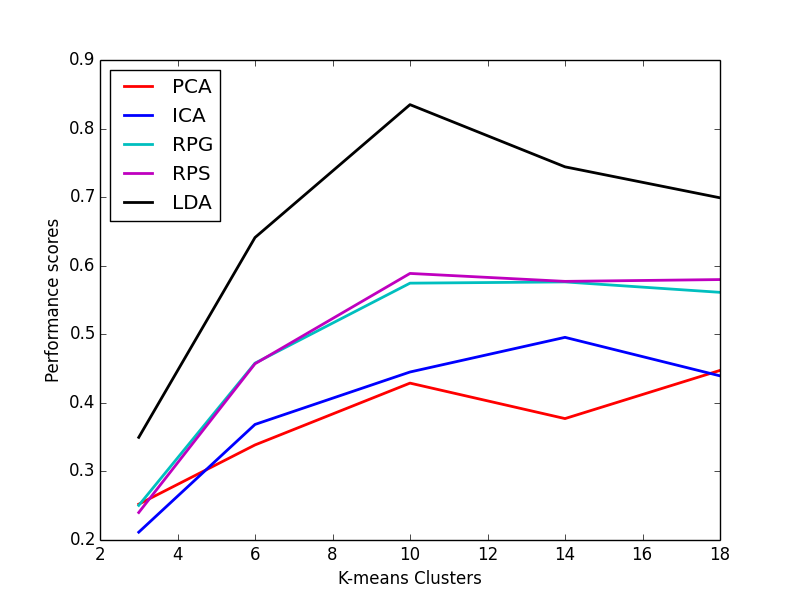 0.9
0.8
0.7
0.6
0.5
0.4
0.3
0.2
Performance scores
PCA
ICA
RPG
RPS
LDA
2 4 6 8 10 12 14 16 18
K-means Clusters